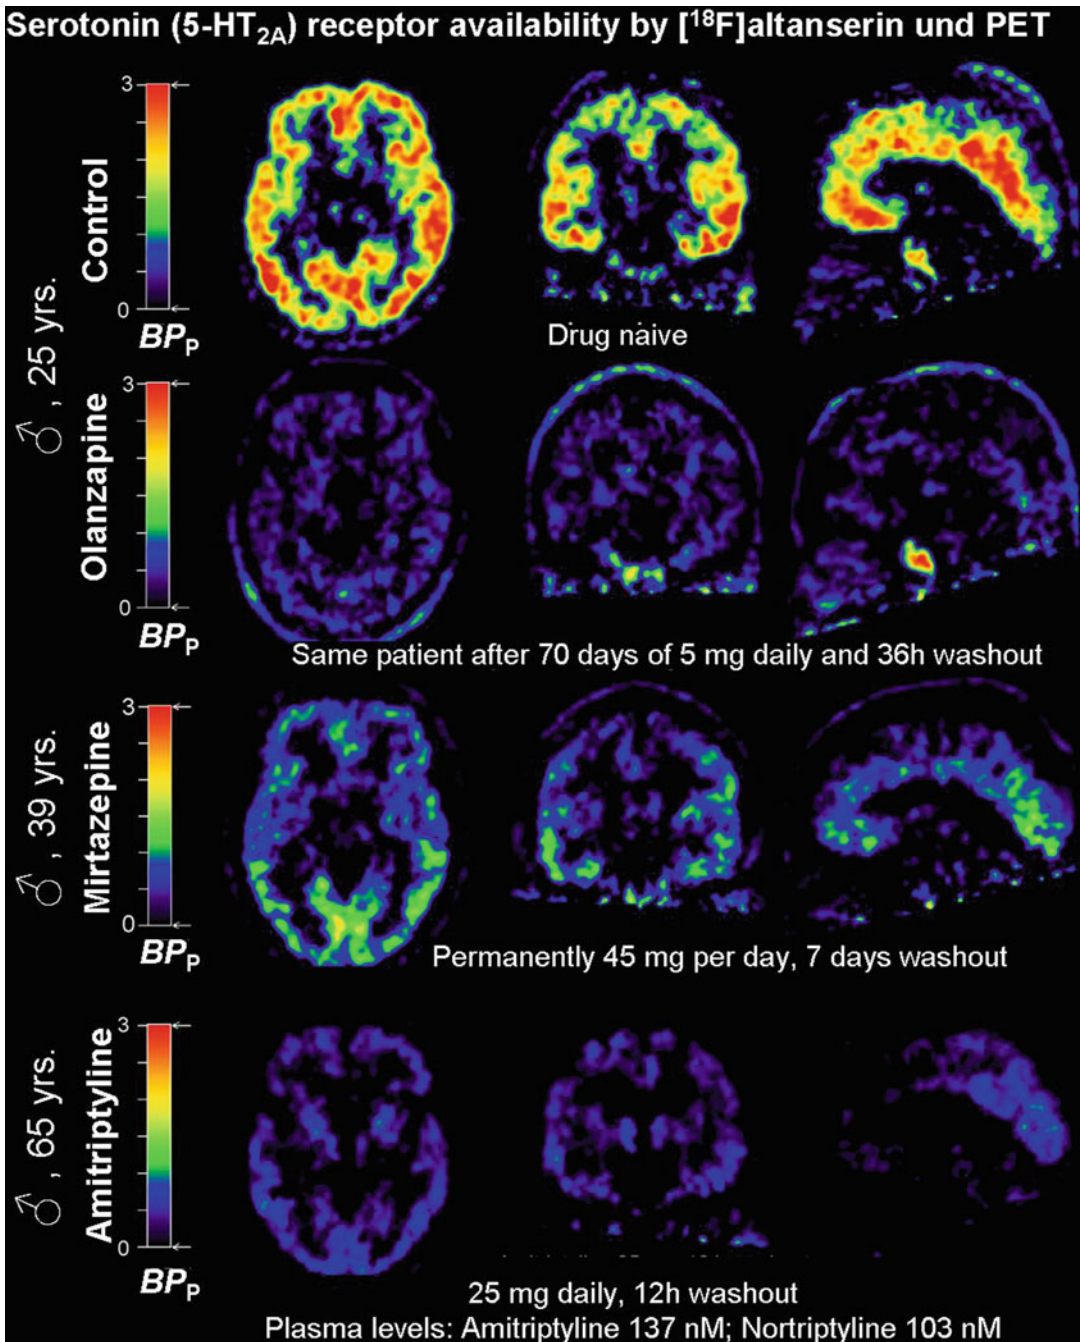 Serotonin (5-HT2A) receptor availability by [18F]altanserin und PET
3
Control
0
BPP
Drug naive
♂, 25 yrs.
3
Olanzapine
0
BPP
Same patient after 70 days of 5 mg daily and 36h washout
3
♂, 39 yrs.
Mirtazepine
0
BPP
Permanently 45 mg per day, 7 days washout
3
♂, 65 yrs.
Amitriptyline
0
BPP
25 mg daily, 12h washout
Plasma levels: Amitriptyline 137 nM; Nortriptyline 103 nM